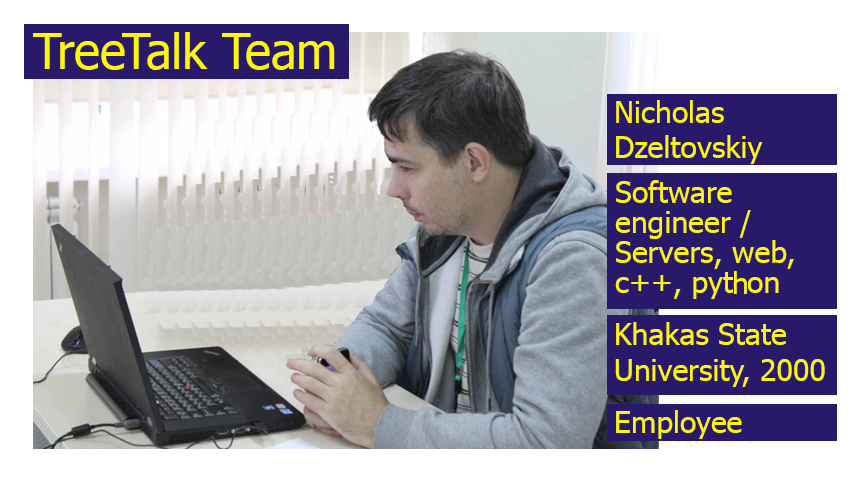 TreeTalk Team
Nicholas
Dzeltovskiy
Software
engineer /
Servers, web,
c++, python
Khakas State
University, 2000
Employee